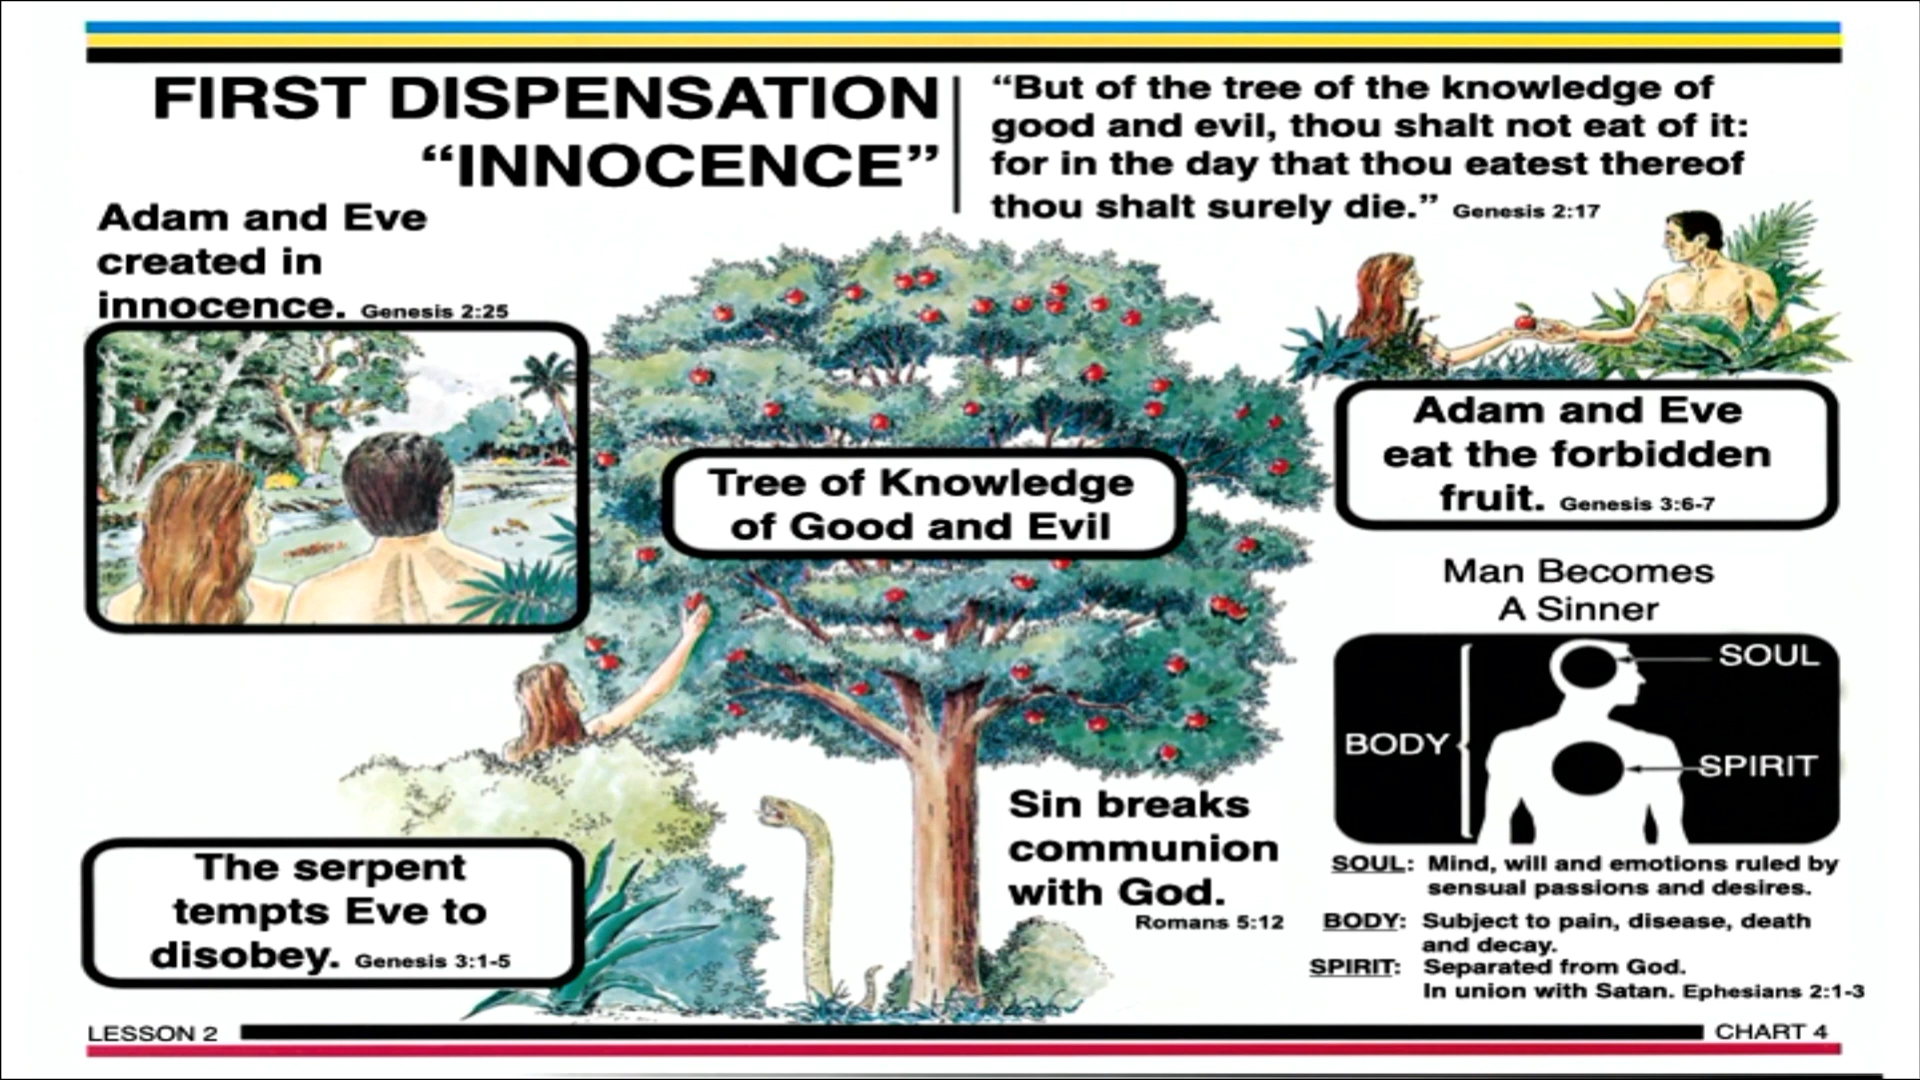 FIRST DISPENSATION
“INNOCENCE”
“But of the tree of the knowledge of
good and evil, thou shalt not eat of it:
for in the day that thou eatest thereof
thou shalt surely die.” Genesis 2:17
Adam and Eve
created in
innocence. Genesis 2:25
Tree of Knowledge
of Good and Evil
Adam and Eve
eat the forbidden
fruit. Genesis 3:6-7
Man Becomes
A Sinner
SOUL
BODY
SPIRIT
The serpent
tempts Eve to
disobey. Genesis 3:1-5
Sin breaks
communion
with God.
Romans 5:12
SOUL: Mind, will and emotions ruled by
sensual passions and desires.
BODY: Subject to pain, disease, death
and decay.
SPIRIT: Separated from God.
In union with Satan. Ephesians 2:1-3
LESSON 2
CHART 4